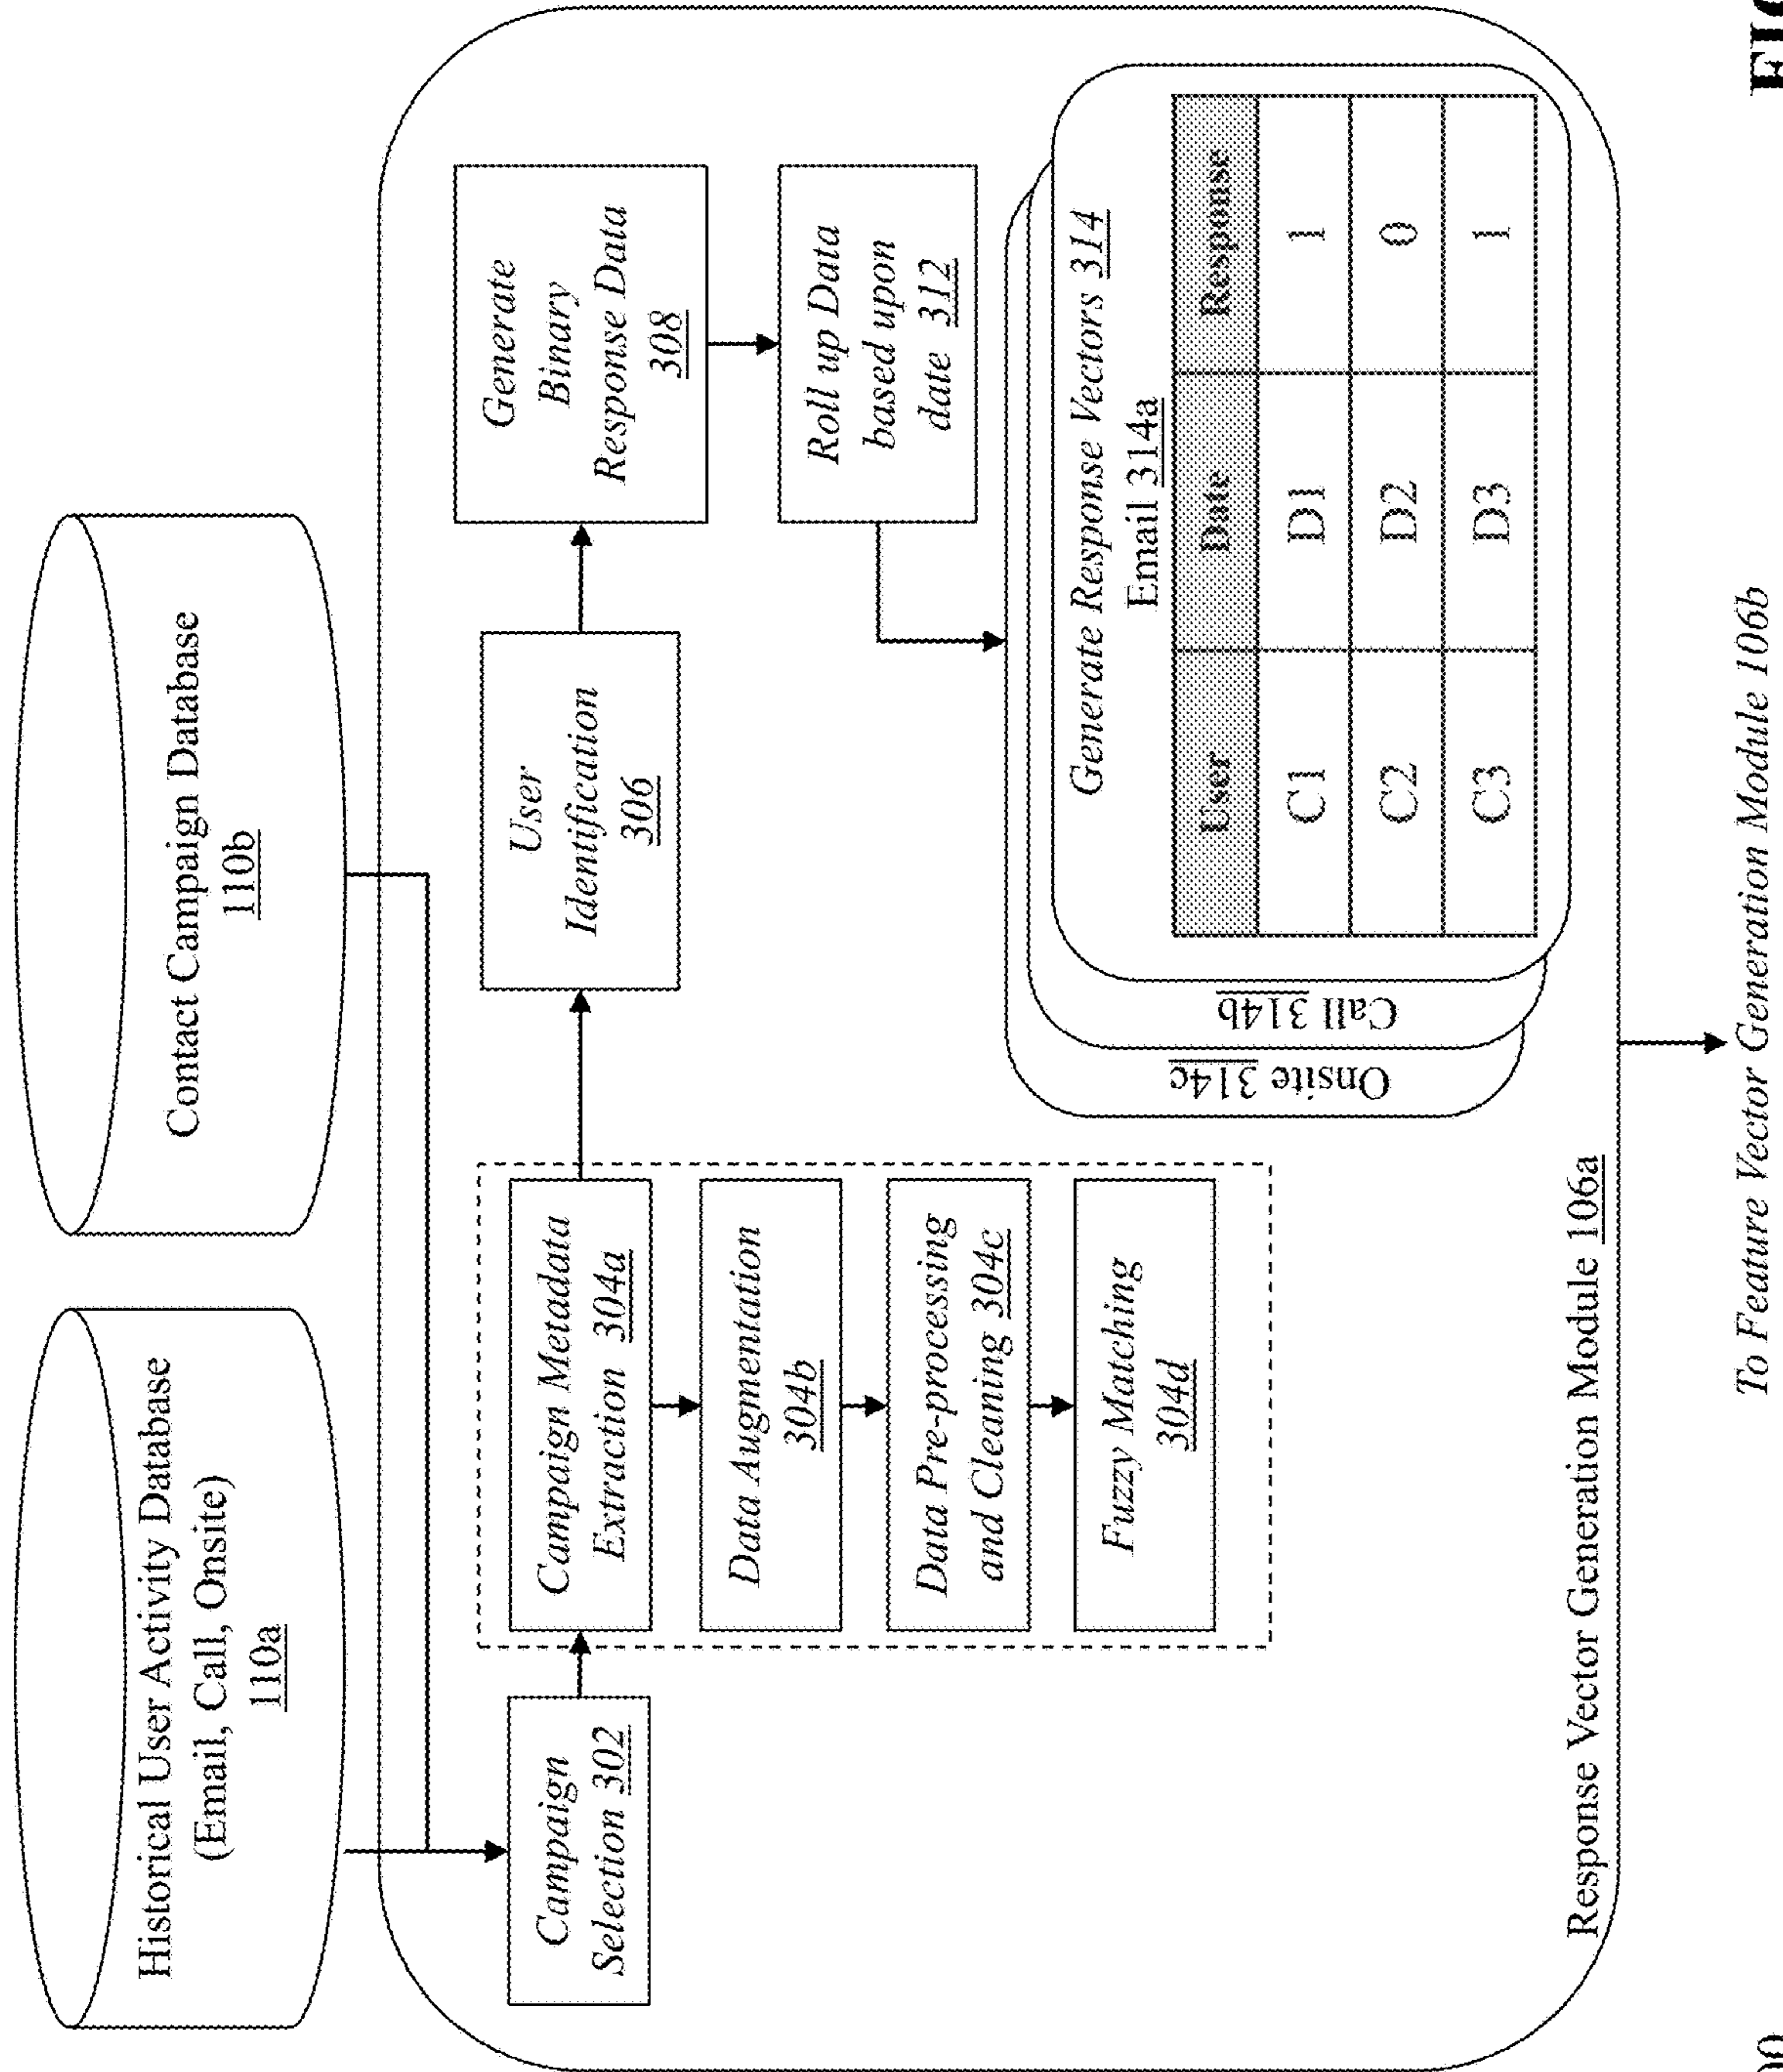 Historical User Activity Database
(Email, Call, Onsite)
110a
Contact Campaign Database
110b
Campaign
Selection 302
Campaign Metadata
Extraction 304a
Data Augmentation
304b
Data Pre-processing
and Cleaning 304c
Fuzzy Matching
304d
User
Identification
306
Generate
Binary
Response Data
308
Roll up Data
based upon
date 312
Generate Response Vectors 314
Email 314a
User Date Response
C1 D1 1
C2 D2 0
C3 D3 1
Call 314b
Onsite 314c
Response Vector Generation Module 106a
To Feature Vector Generation Module 106b